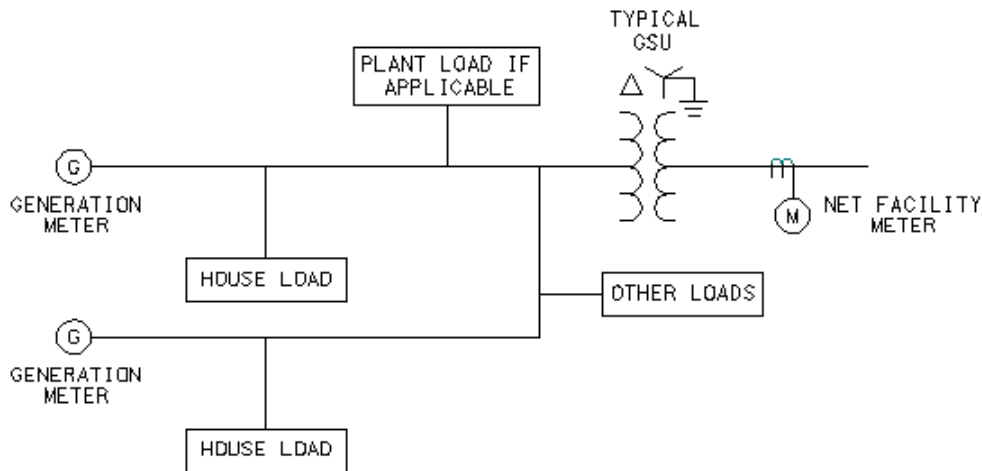 TYPICAL
GSU
PLANT LOAD IF
APPLICABLE
G
GENERATION
METER
M
NET FACILITY
METER
HOUSE LOAD
OTHER LOADS
G
GENERATION
METER
HOUSE LOAD